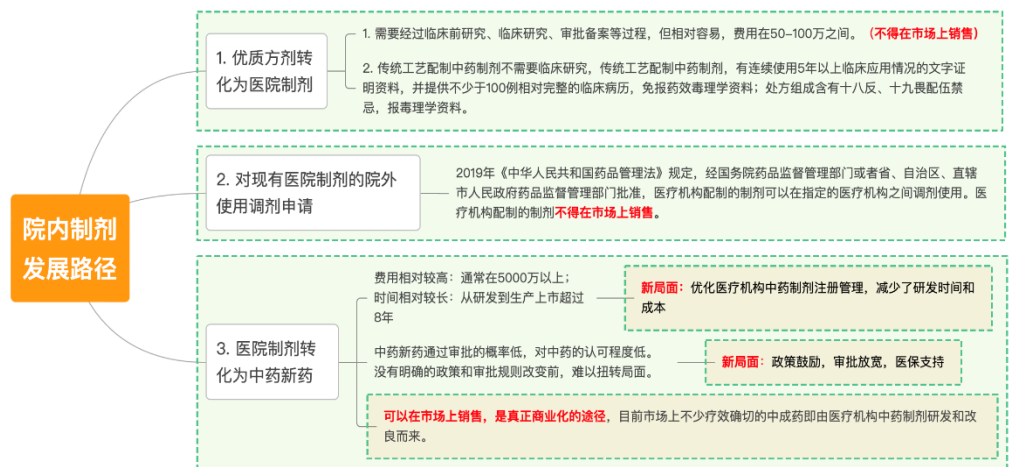 院内制剂
发展路径
1. 优质方剂转
化为医院制剂
1. 需要经过临床前研究、临床研究、审批备案等过程，但相对容易，费用在50-100万之间。（不得在市场上销售）
2. 传统工艺配制中药制剂不需要临床研究，传统工艺配制中药制剂，有连续使用5年以上临床应用情况的文字证
明资料，并提供不少于100例相对完整的临床病历，免报药效毒理学资料；处方组成含有十八反、十九畏配伍禁
忌，报毒理学资料。
2. 对现有医院制剂的院外
使用调剂申请
2019年《中华人民共和国药品管理法》规定，经国务院药品监督管理部门或者省、自治区、直辖
市人民政府药品监督管理部门批准，医疗机构配制的制剂可以在指定的医疗机构之间调剂使用。医
疗机构配制的制剂不得在市场上销售。
3. 医院制剂转
化为中药新药
费用相对较高：通常在5000万以上；
时间相对较长：从研发到生产上市超过
8年
新局面：优化医疗机构中药制剂注册管理，减少了研发时间和
成本
中药新药通过审批的概率低，对中药的认可程度低。
没有明确的政策和审批规则改变前，难以扭转局面。
新局面：政策鼓励，审批放宽，医保支持
可以在市场上销售，是真正商业化的途径，目前市场上不少疗效确切的中成药即由医疗机构中药制剂研发和改
良而来。